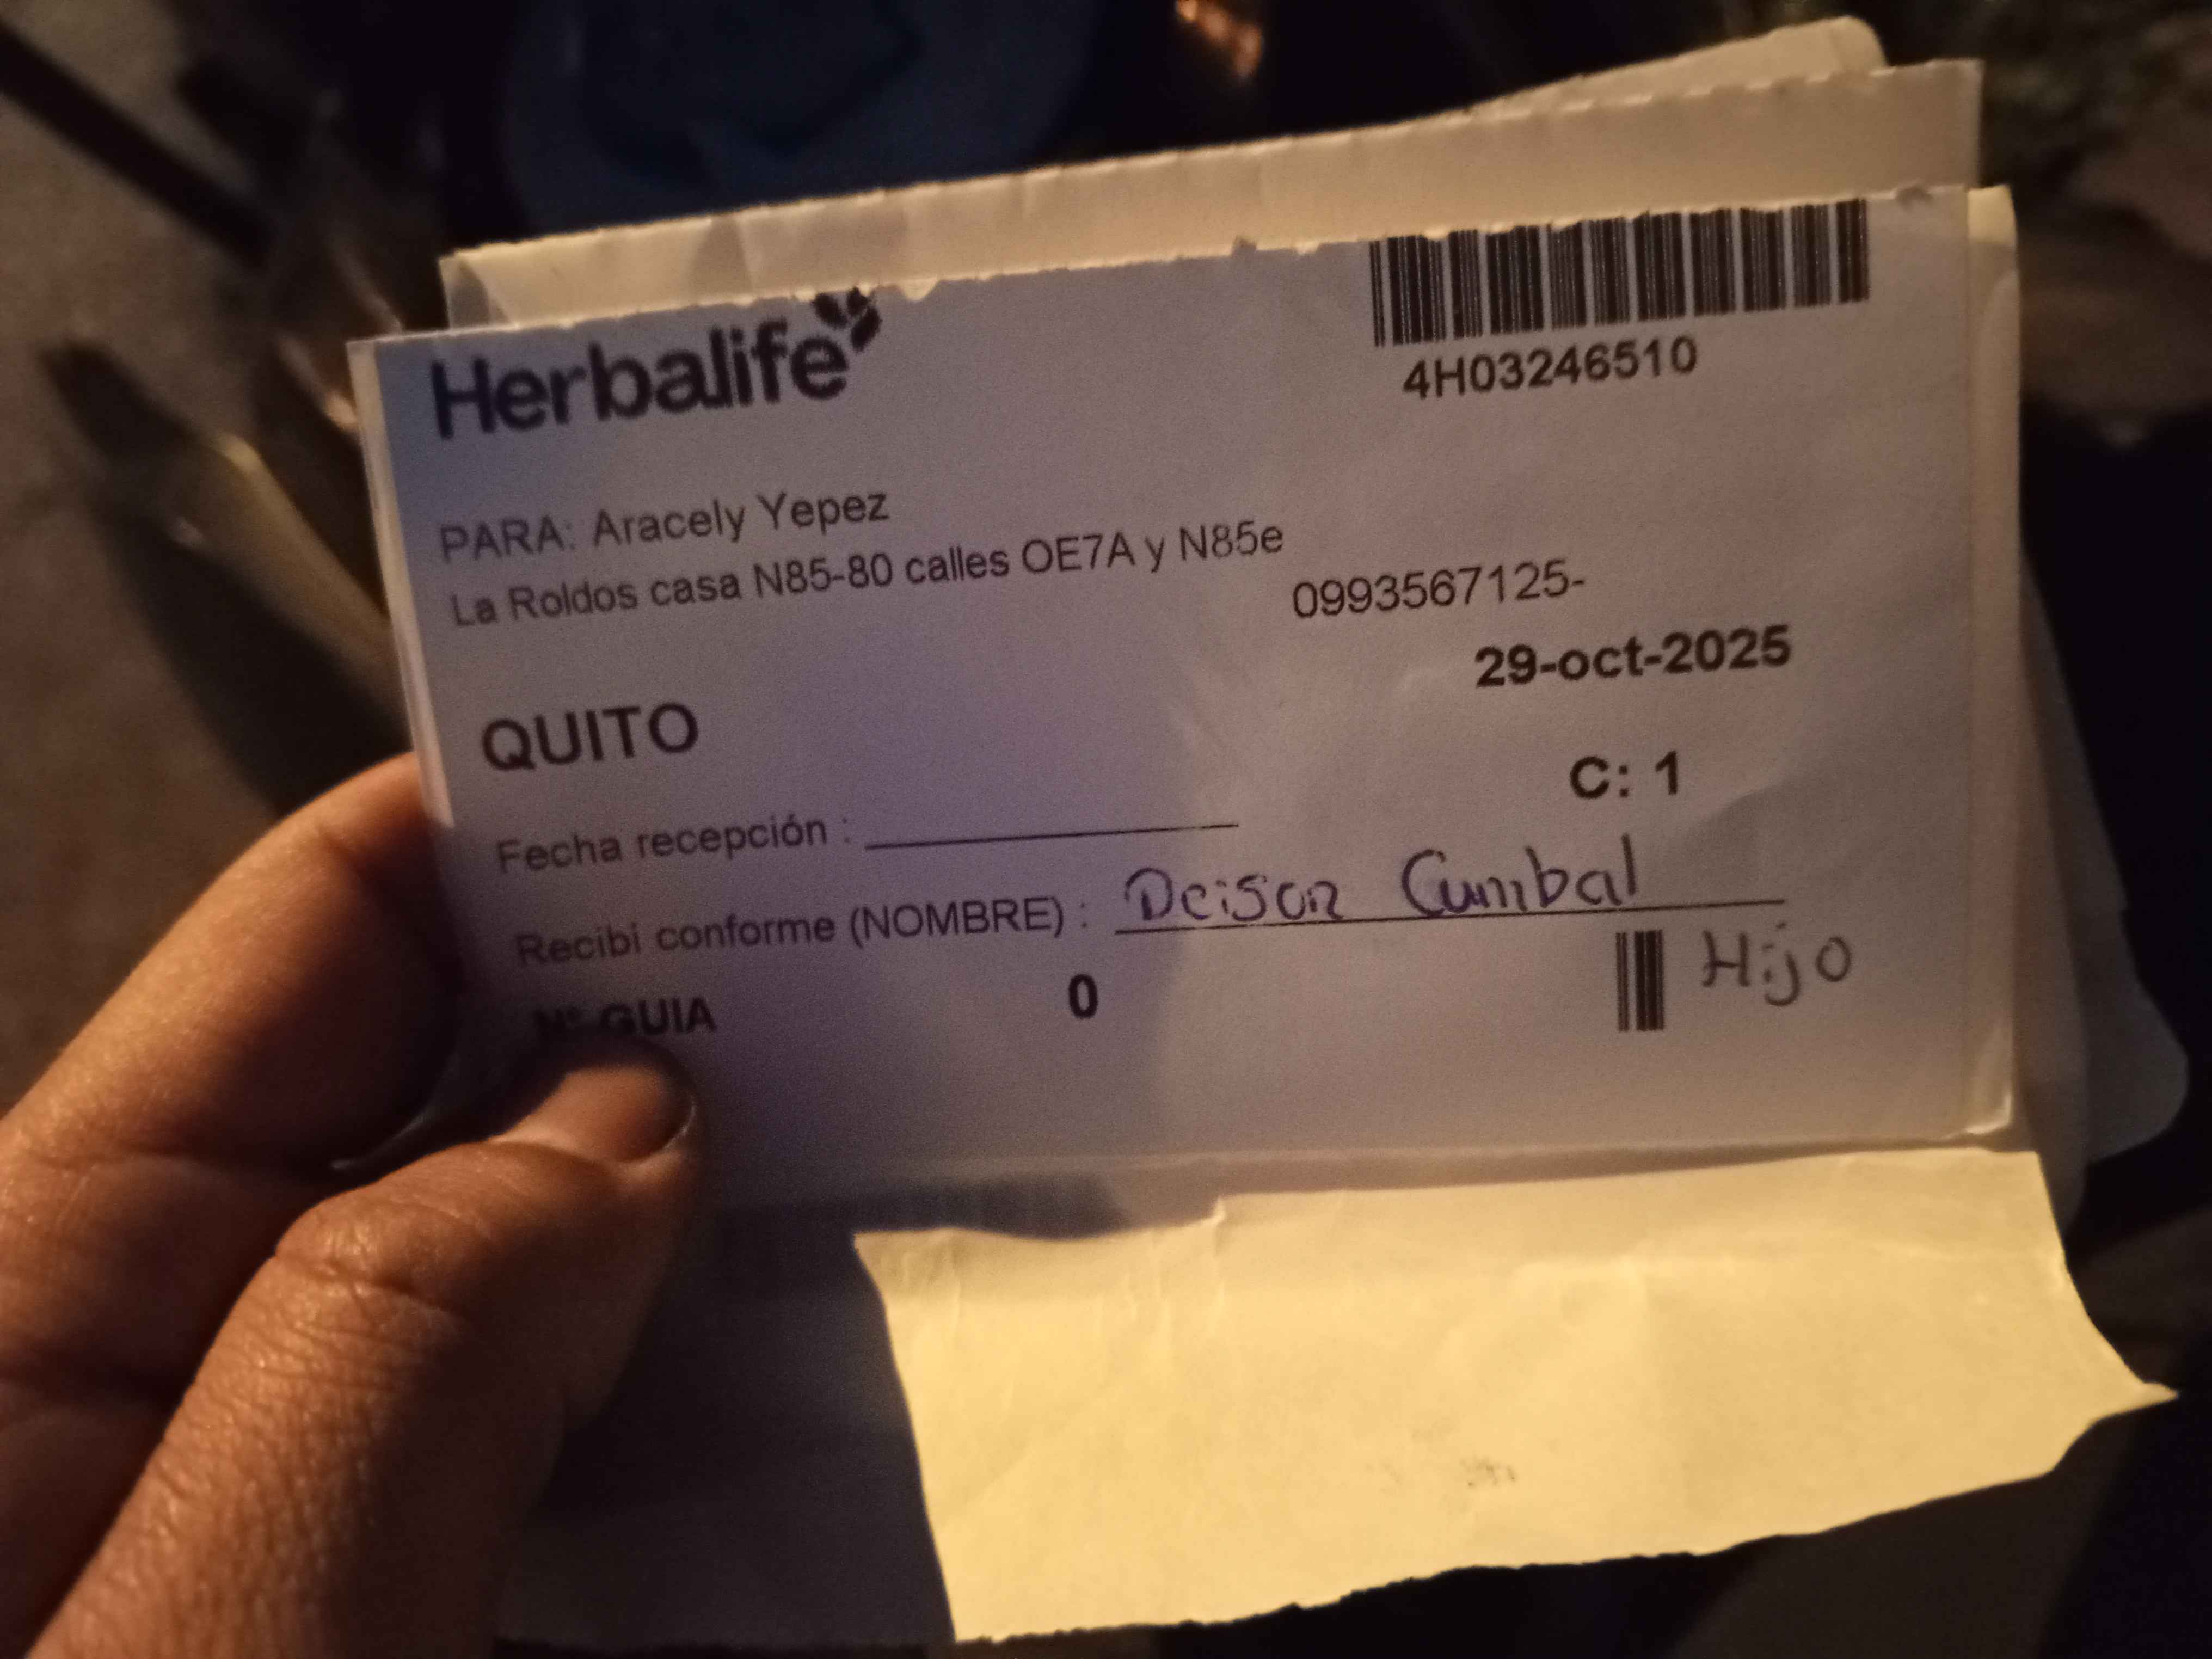 Herbalife
4H03246510
PARA: Aracely Yepez
La Roldos casa N85-80 calles OE7A y N85e
0993567125-
29-oct-2025
QUITO
C: 1
Fecha recepción :
Recibi conforme (NOMBRE) : Deison Cumbal
Hijo
N° GUIA 0